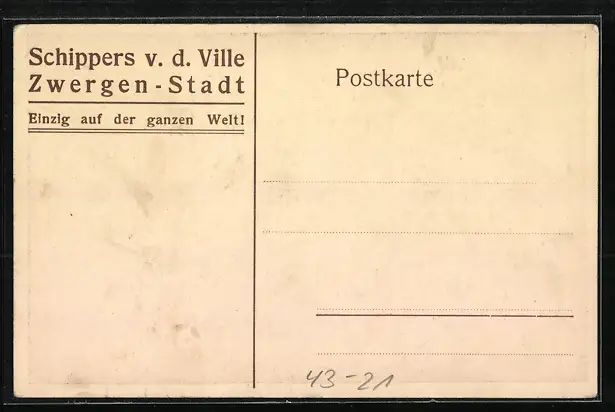 Schippers v. d. Ville
Zwergen-Stadt
Einzig auf der ganzen Welt!
Postkarte
43-21